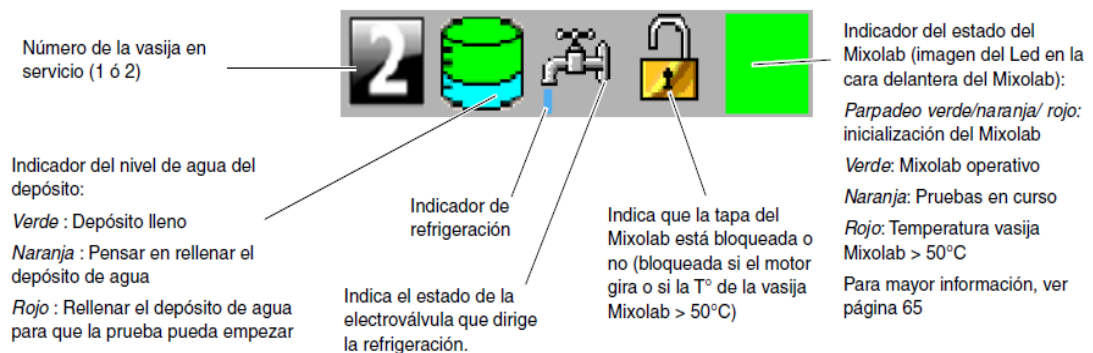 Número de la vasija en
servicio (1 ó 2)
2
Indicador del nivel de agua del
depósito:
Verde : Depósito lleno
Naranja : Pensar en rellenar el
depósito de agua
Rojo : Rellenar el depósito de agua
para que la prueba pueda empezar
Indicador de
refrigeración
Indica el estado de la
electroválvula que dirige
la refrigeración.
Indica que la tapa del
Mixolab está bloqueada o
no (bloqueada si el motor
gira o si la T° de la vasija
Mixolab > 50°C)
Indicador del estado del
Mixolab (imagen del Led en la
cara delantera del Mixolab):
Parpadeo verde/naranja/ rojo:
inicialización del Mixolab
Verde: Mixolab operativo
Naranja: Pruebas en curso
Rojo: Temperatura vasija
Mixolab > 50°C
Para mayor información, ver
página 65